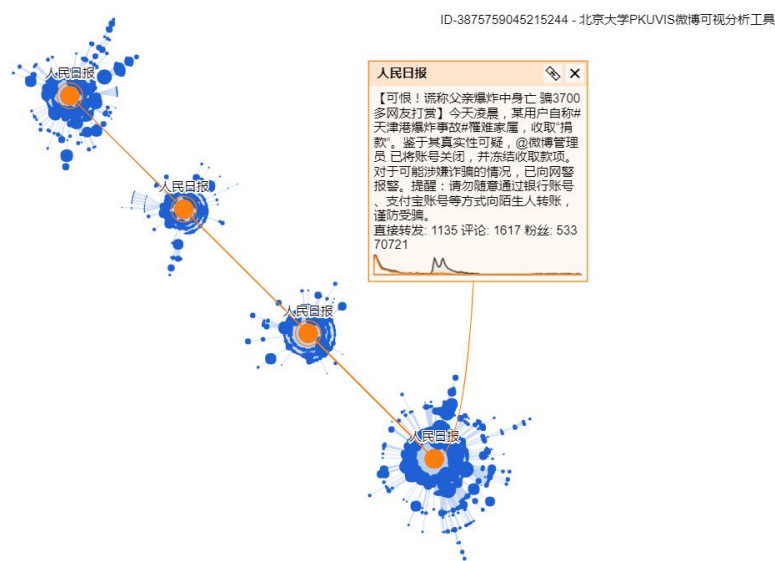 ID-3875759045215244 - 北京大学PKUVIS微博可视分析工具
人民日报
人民日报
【可恨！谎称父亲爆炸中身亡 骗3700
多网友打赏】今天凌晨，某用户自称#
天津港爆炸事故#罹难家属，收取“捐
款”。鉴于其真实性可疑，@微博管理
员 已将账号关闭，并冻结收取款项。
对于可能涉嫌诈骗的情况，已向网警
报警。提醒：请勿随意通过银行账号
、支付宝账号等方式向陌生人转账，
谨防受骗。
直接转发: 1135 评论: 1617 粉丝: 533
70721
人民日报
人民日报
人民日报